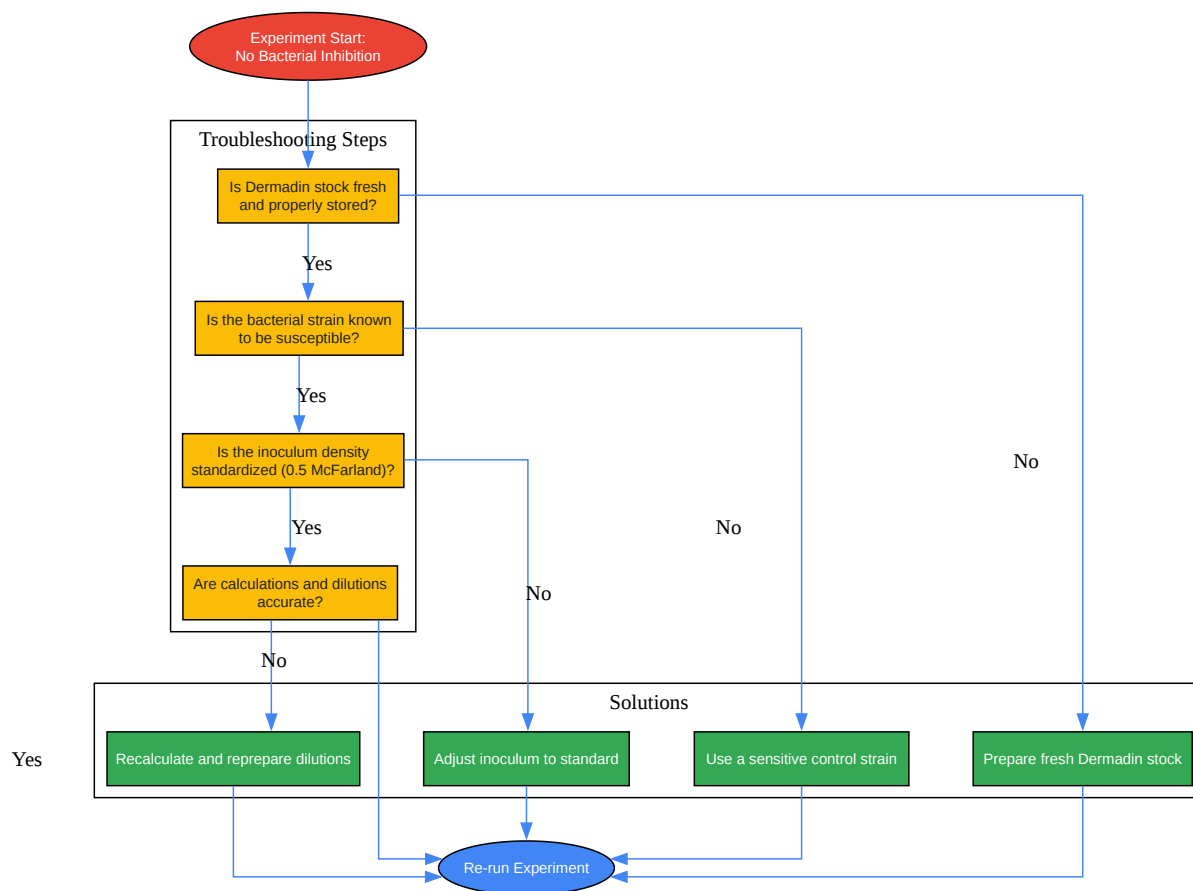 Experiment Start:
No Bacterial Inhibition
Troubleshooting Steps
Is Dermadin stock fresh
and properly stored?
Yes
Is the bacterial strain known
to be susceptible?
Yes
Is the inoculum density
standardized (0.5 McFarland)?
No
Yes
No
Are calculations and dilutions
accurate?
No
No
Solutions
Yes
Recalculate and reprepare dilutions
Adjust inoculum to standard
Use a sensitive control strain
Prepare fresh Dermadin stock
Re-run Experiment